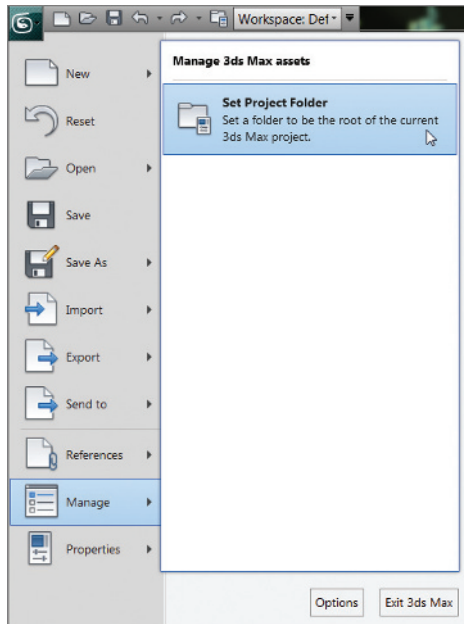 Workspace: Def
New
Reset
Open
Save
Save As
Import
Export
Send to
References
Manage
Properties
Manage 3ds Max assets
Set Project Folder
Set a folder to be the root of the current
3ds Max project.
Options
Exit 3ds Max